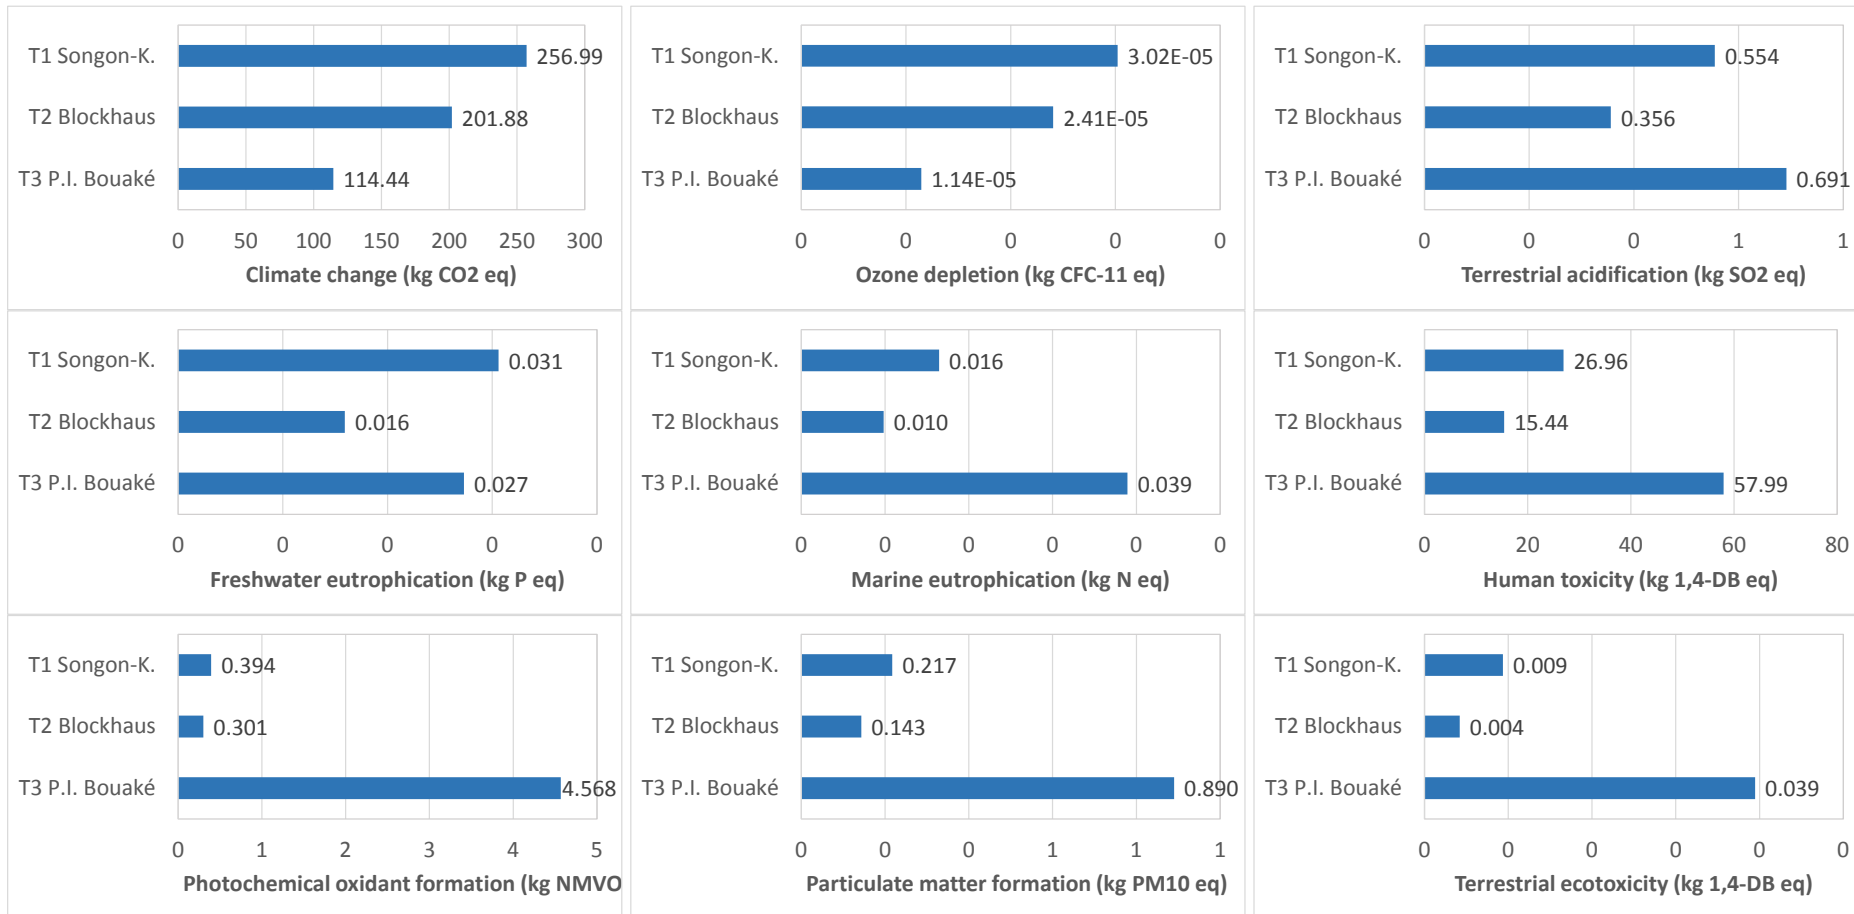 T1 Songon-K.
256.99
T2 Blockhaus
201.88
T3 P.I. Bouaké
114.44
0 50 100 150 200 250 300
Climate change (kg CO2 eq)
T1 Songon-K.
3.02E-05
T2 Blockhaus
2.41E-05
T3 P.I. Bouaké
1.14E-05
0 0 0 0 0
Ozone depletion (kg CFC-11 eq)
T1 Songon-K.
0.554
T2 Blockhaus
0.356
T3 P.I. Bouaké
0.691
0 0 0 1 1
Terrestrial acidification (kg SO2 eq)
T1 Songon-K.
0.031
T2 Blockhaus
0.016
T3 P.I. Bouaké
0.027
0 0 0 0 0
Freshwater eutrophication (kg P eq)
T1 Songon-K.
0.016
T2 Blockhaus
0.010
T3 P.I. Bouaké
0.039
0 0 0 0 0 0
Marine eutrophication (kg N eq)
T1 Songon-K.
26.96
T2 Blockhaus
15.44
T3 P.I. Bouaké
57.99
0 20 40 60 80
Human toxicity (kg 1,4-DB eq)
T1 Songon-K.
0.394
T2 Blockhaus
0.301
T3 P.I. Bouaké
4.568
0 1 2 3 4 5
Photochemical oxidant formation (kg NMVO
T1 Songon-K.
0.217
T2 Blockhaus
0.143
T3 P.I. Bouaké
0.890
0 0 0 1 1 1
Particulate matter formation (kg PM10 eq)
T1 Songon-K.
0.009
T2 Blockhaus
0.004
T3 P.I. Bouaké
0.039
0 0 0 0 0 0
Terrestrial ecotoxicity (kg 1,4-DB eq)